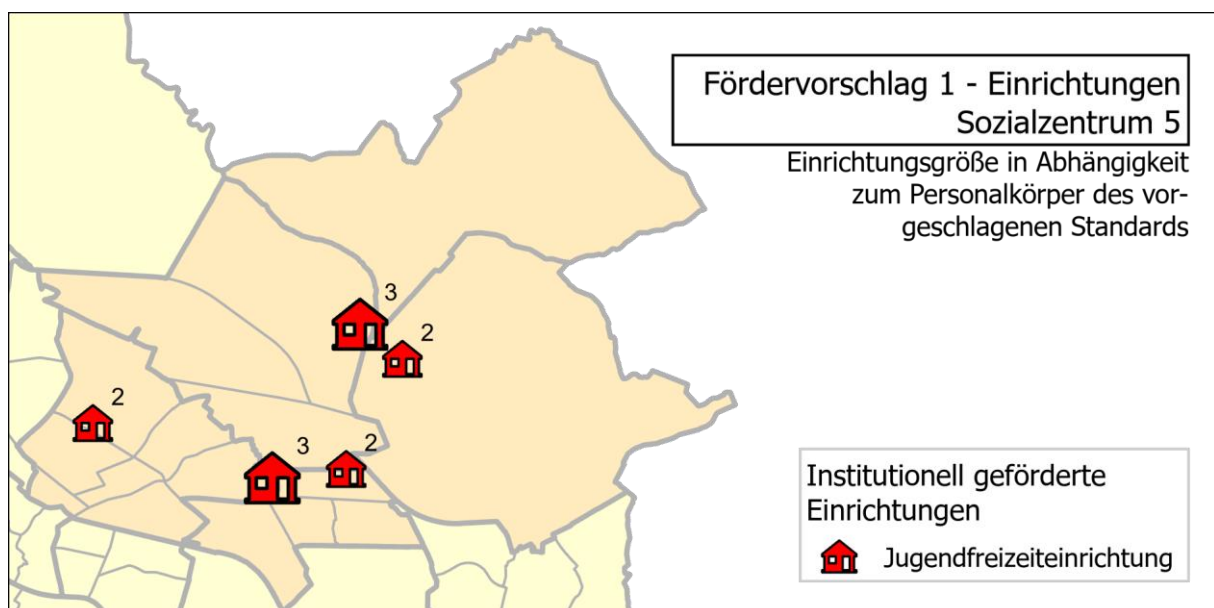 Fördervorschlag 1 - Einrichtungen
Sozialzentrum 5
Einrichtungsgröße in Abhängigkeit
zum Personalkörper des vor-
geschlagenen Standards
3
2
2
3
2
Institutionell geförderte
Einrichtungen
Jugendfreizeiteinrichtung